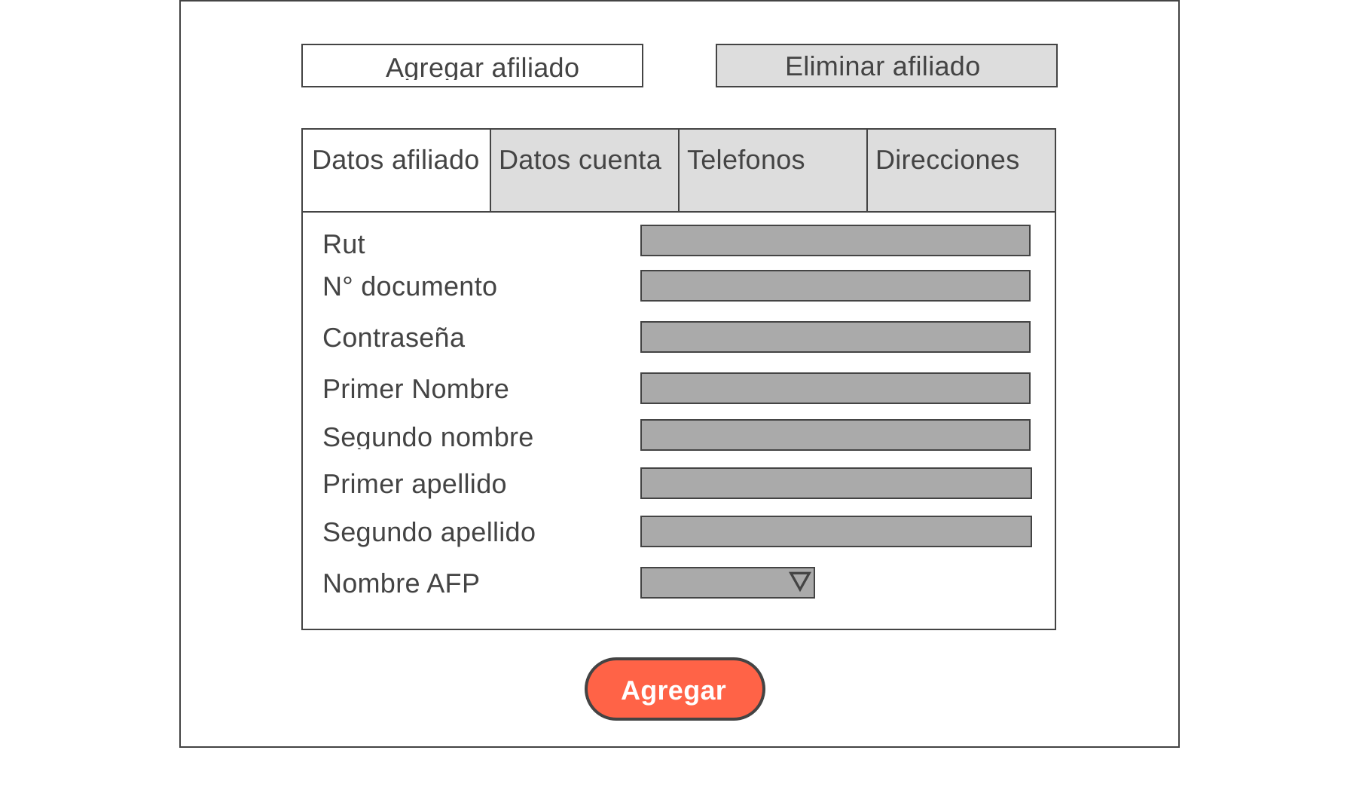 Agregar afiliado
Eliminar afiliado
Datos afiliado
Datos cuenta
Telefonos
Direcciones
Rut
N° documento
Contraseña
Primer Nombre
Segundo nombre
Primer apellido
Segundo apellido
Nombre AFP
Agregar